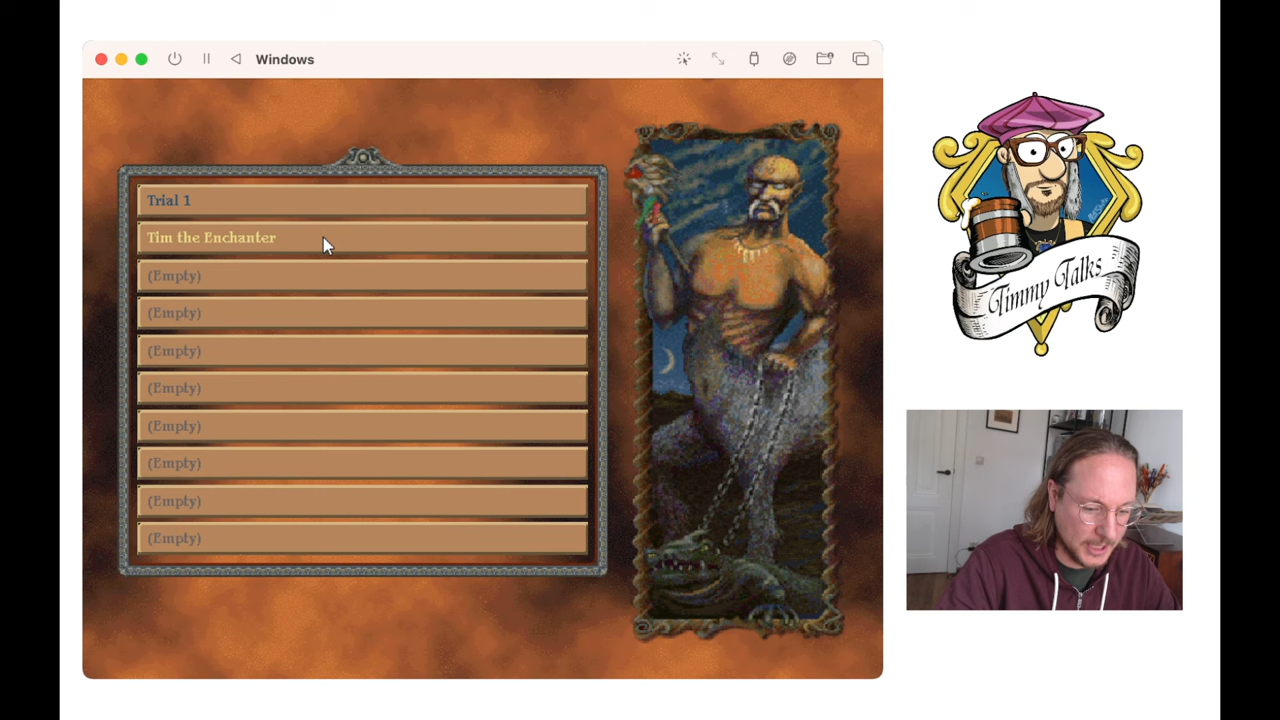 Windows
Trial 1
Tim the Enchanter
(Empty)
(Empty)
(Empty)
(Empty)
(Empty)
(Empty)
(Empty)
(Empty)
Timmy Talks